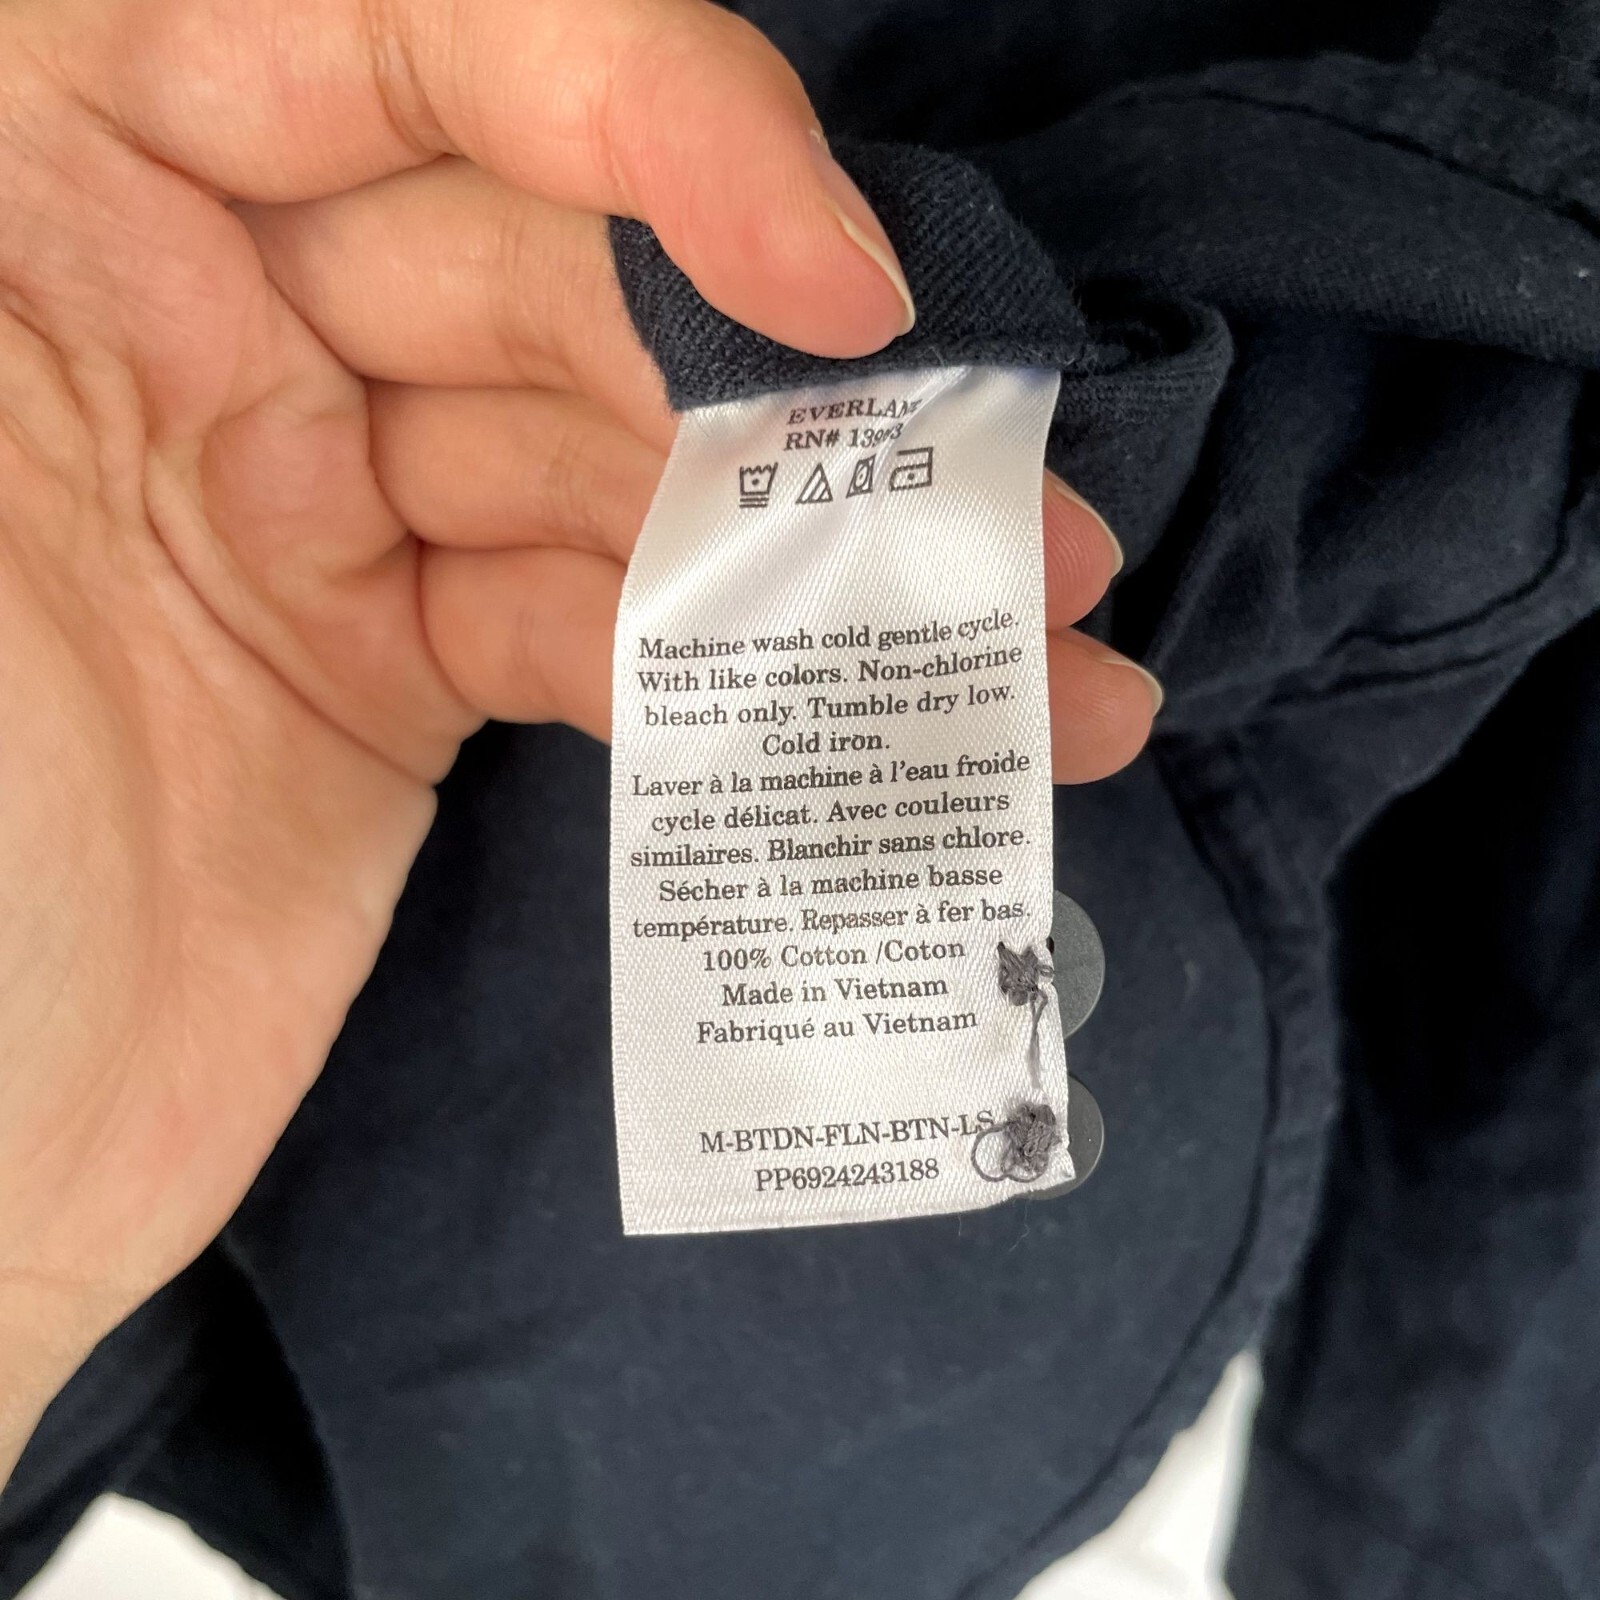 RN#
Machine wash cold gentle cycle.
With like colors. Non-chlorine
bleach only. Tumble dry low.
Cold iron.
Laver à la machine à l'eau froide
cycle délicat. Avec couleurs
similaires. Blanchir sans chlore.
Sécher à la machine basse
température. Repasser à fer bas.
100% Cotton /Coton
Made in Vietnam
Fabriqué au Vietnam
M-BTDN-FLN-BTN-LS
PP6924243188